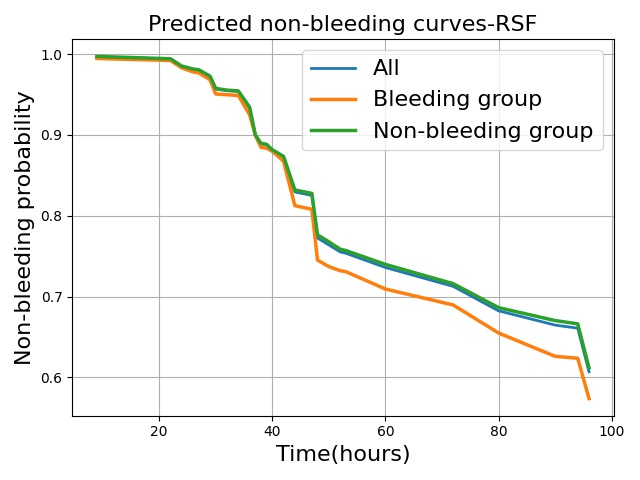 Predicted non-bleeding curves-RSF
Non-bleeding probability
1.0
0.9
0.8
0.7
0.6
All
Bleeding group
Non-bleeding group
20
40
60
80
100
Time(hours)